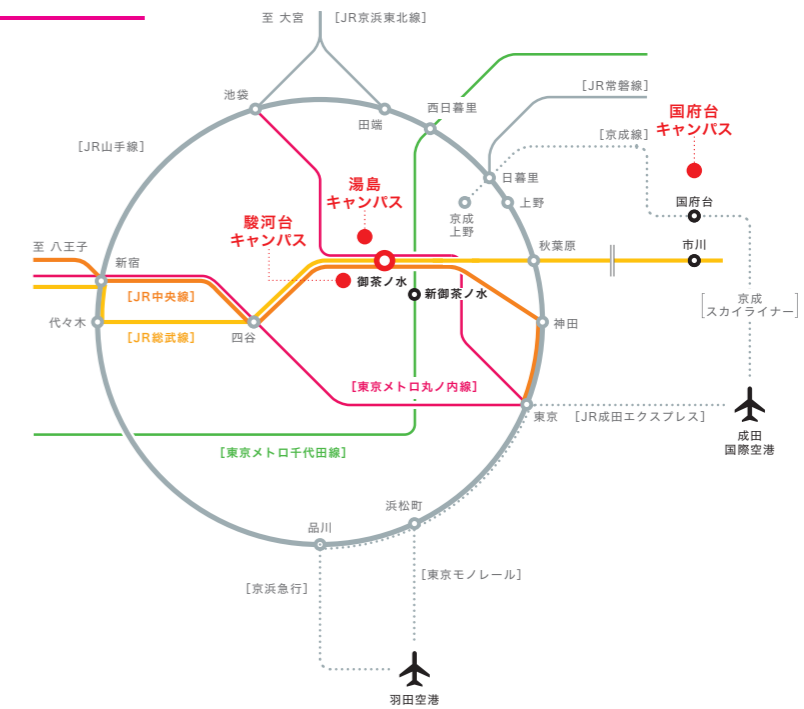 至 大宮
[JR京浜東北線]
池袋
田端
西日暮里
[JR常磐線]
国府台
キャンパス
[京成線]
[JR山手線]
日暮里
湯島
キャンパス
上野
京成
上野
国府台
駿河台
キャンパス
至 八王子
新宿
秋葉原
市川
御茶ノ水
新御茶ノ水
[JR中央線]
京成
スカイライナー
代々木
[JR総武線]
四谷
神田
[東京メトロ丸ノ内線]
東京
[JR成田エクスプレス]
成田
国際空港
[東京メトロ千代田線]
浜松町
品川
[京浜急行]
[東京モノレール]
羽田空港